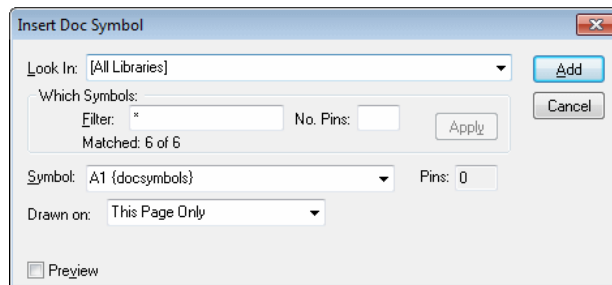 Insert Doc Symbol
Look In: [All Libraries]
Add
Which Symbols:
Filter: * No. Pins:
Apply
Cancel
Matched: 6 of 6
Symbol: A1 {docsymbols} Pins: 0
Drawn on: This Page Only
Preview